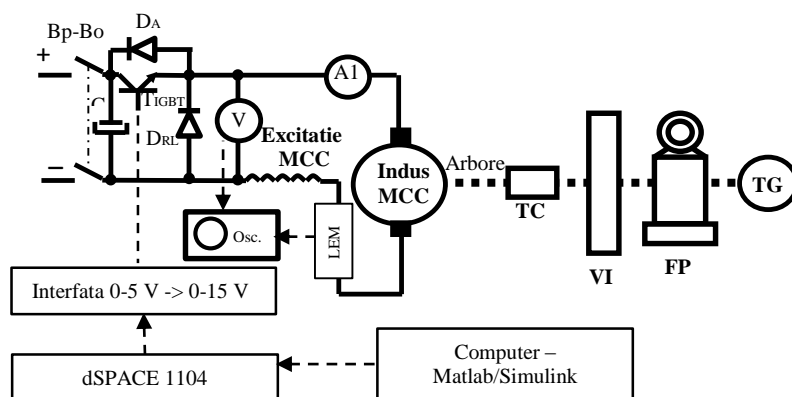 Bp-Bo
DA
+
C
TIGBT
DRL
V
A1
Excitatie
MCC
–
Indus
MCC
Arbore
TC
VI
FP
TG
Osc.
LEM
Interfata 0-5 V -> 0-15 V
dSPACE 1104
Computer –
Matlab/Simulink